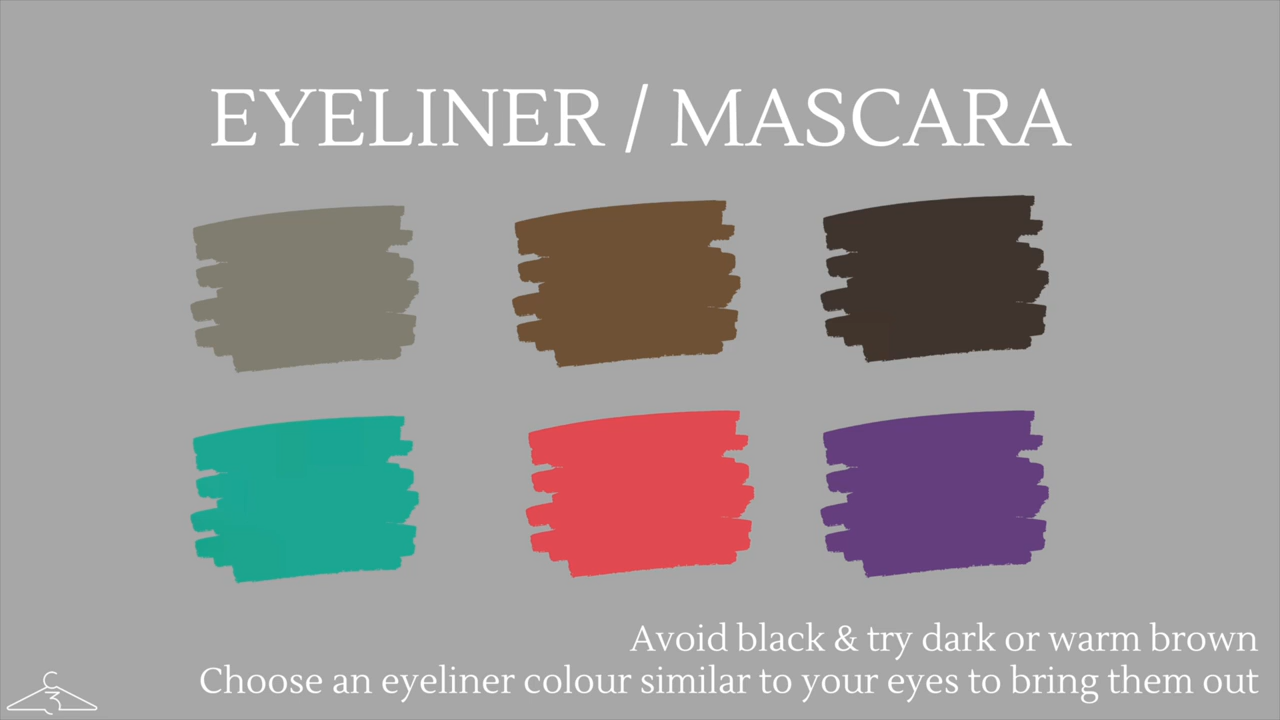 EYELINER / MASCARA
Avoid black & try dark or warm brown
Choose an eyeliner colour similar to your eyes to bring them out